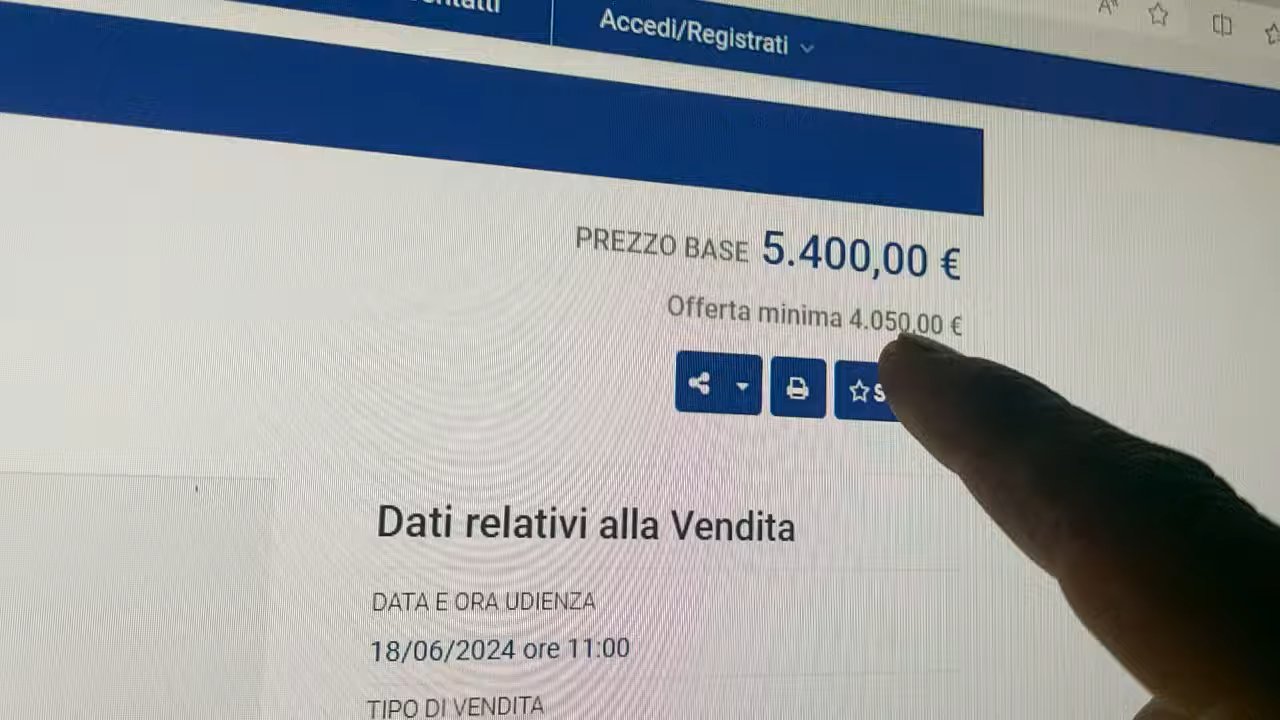 Accedi/Registrati
PREZZO BASE 5.400,00 €
Offerta minima 4.050,00 €
Dati relativi alla Vendita
DATA E ORA UDIENZA
18/06/2024 ore 11:00
TIPO DI VENDITA